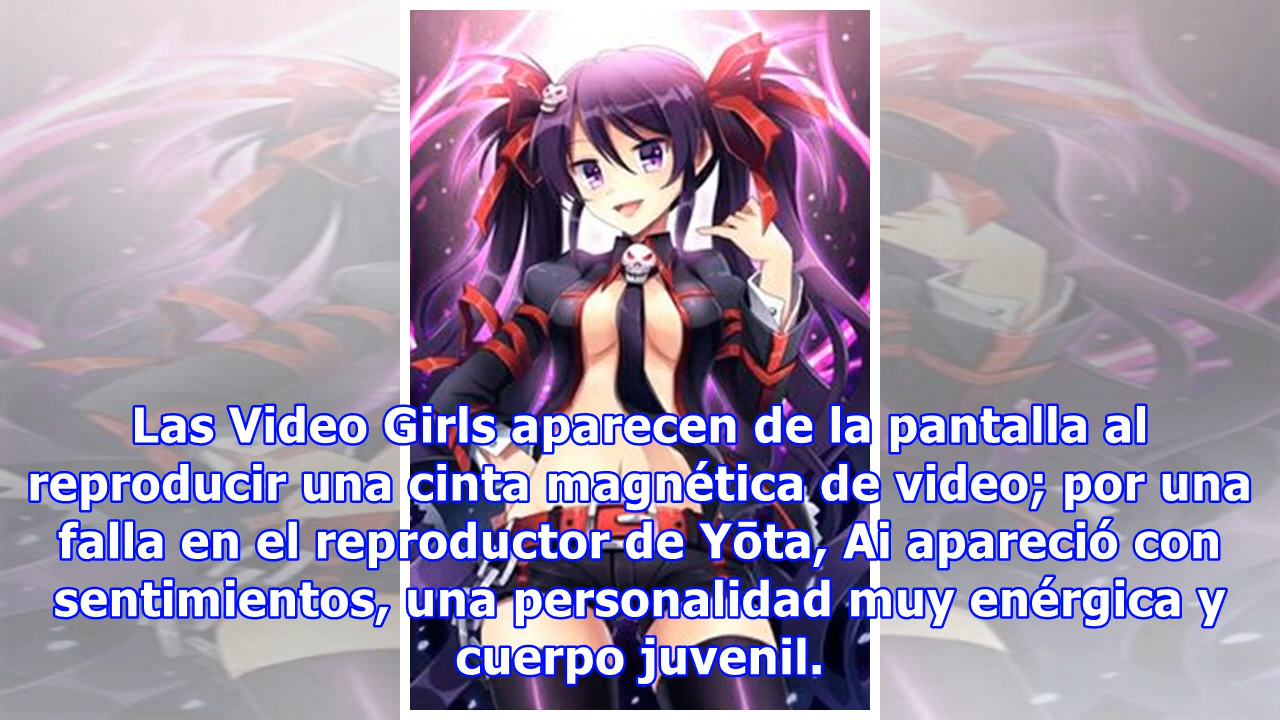 Las Video Girls aparecen de la pantalla al
reproducir una cinta magnética de video; por una
falla en el reproductor de Yōta, Ai apareció con
sentimientos, una personalidad muy enérgica y
cuerpo juvenil.